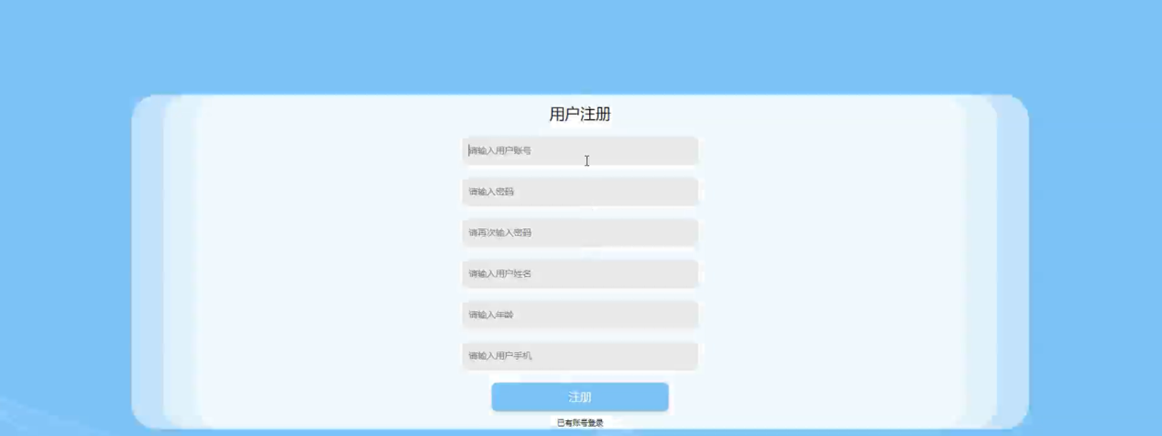 用户注册
请输入用户账号
请输入密码
请再次输入密码
请输入用户姓名
请输入年龄
请输入用户手机
注册
已有账号登录